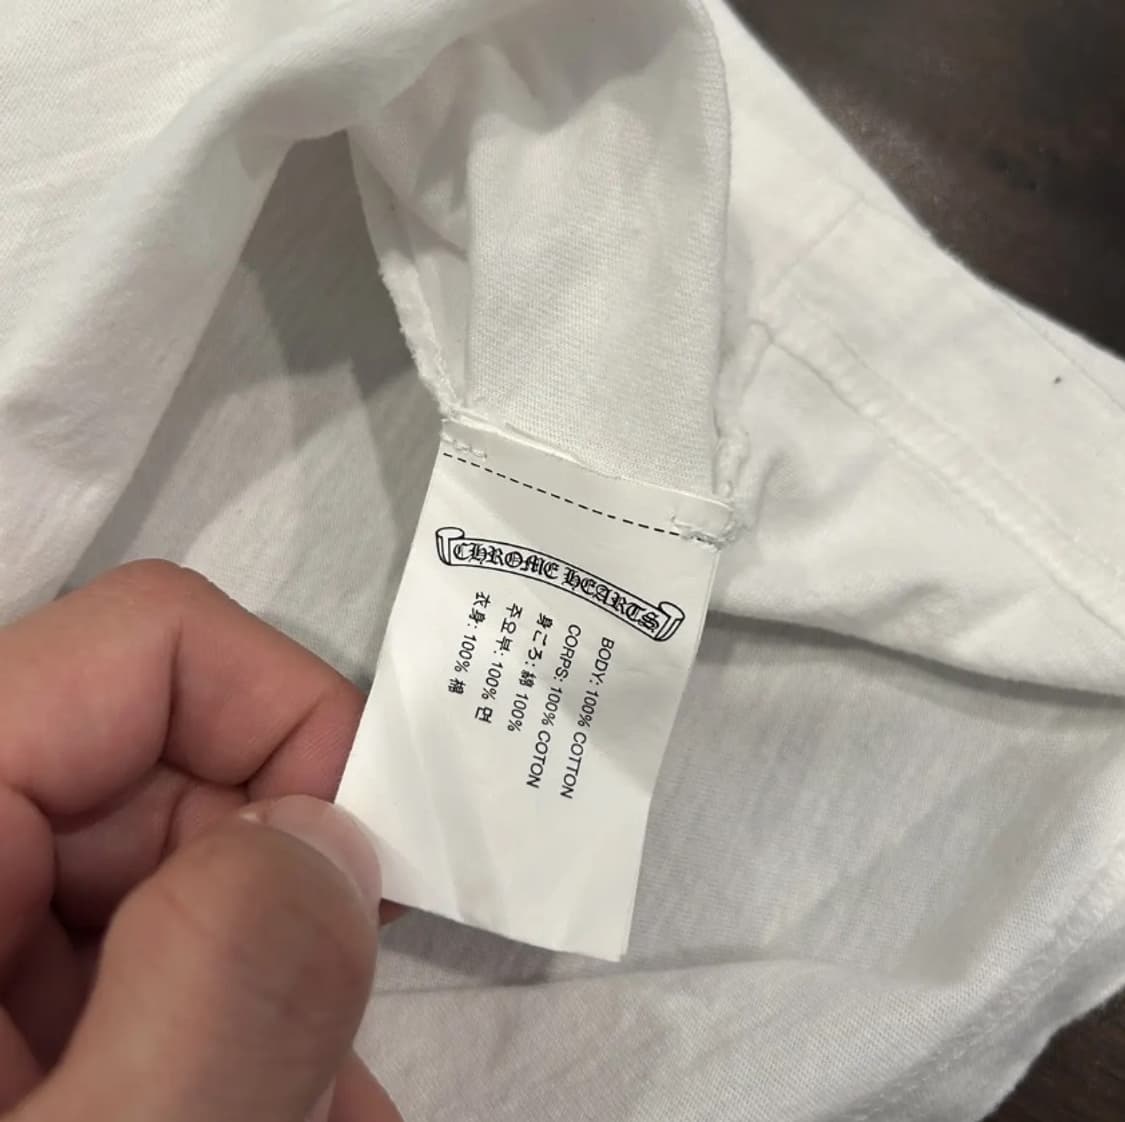 CHROME HEARTS
BODY: 100% COTTON
CORPS: 100% COTON
身ごろ: 綿 100%
주요부: 100% 면
衣身: 100% 棉